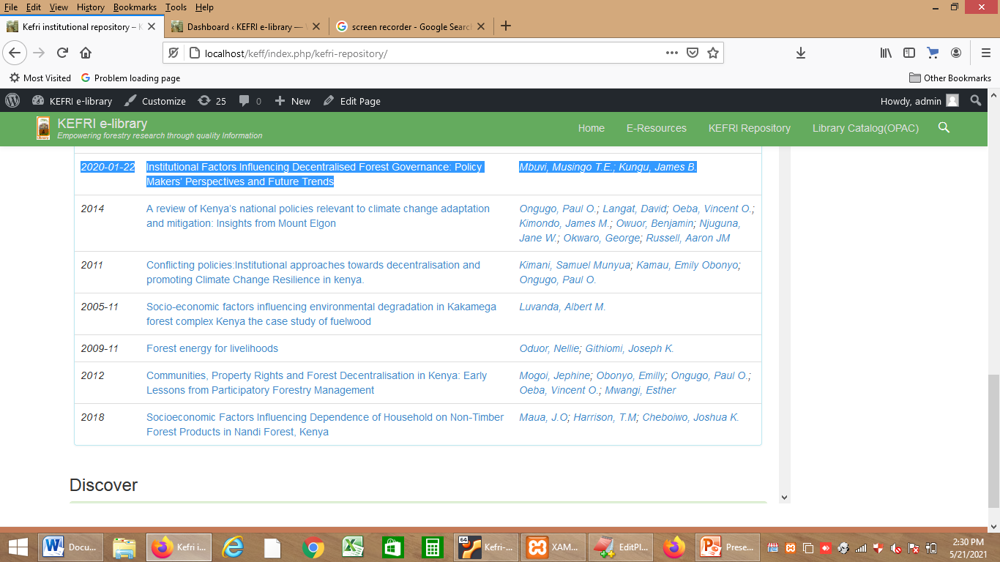 File Edit View History Bookmarks Tools Help
Kefri institutional repository – K
Dashboard ‹ KEFRI e-library —
screen recorder - Google Searc
localhost/keff/index.php/kefri-repository/
Most Visited Problem loading page Other Bookmarks
KEFRI e-library Customize 25 0 New Edit Page Howdy, admin
KEFRI e-library
Empowering forestry research through quality Information
Home E-Resources KEFRI Repository Library Catalog(OPAC)
2020-01-22 Institutional Factors Influencing Decentralised Forest Governance: Policy Mbuvi, Musingo T.E.; Kungu, James B.
Makers' Perspectives and Future Trends
2014 A review of Kenya's national policies relevant to climate change adaptation Ongugo, Paul O.; Langat, David; Oeba, Vincent O.;
and mitigation: Insights from Mount Elgon Kimondo, James M.; Owuor, Benjamin; Njuguna,
Jane W.; Okwaro, George; Russell, Aaron JM
2011 Conflicting policies:Institutional approaches towards decentralisation and Kimani, Samuel Munyua; Kamau, Emily Obonyo;
promoting Climate Change Resilience in kenya. Ongugo, Paul O.
2005-11 Socio-economic factors influencing environmental degradation in Kakamega Luvanda, Albert M.
forest complex Kenya the case study of fuelwood
2009-11 Forest energy for livelihoods Oduor, Nellie; Githiomi, Joseph K.
2012 Communities, Property Rights and Forest Decentralisation in Kenya: Early Mogoi, Jephine; Obonyo, Emilly; Ongugo, Paul O.;
Lessons from Participatory Forestry Management Oeba, Vincent O.; Mwangi, Esther
2018 Socioeconomic Factors Influencing Dependence of Household on Non-Timber Maua, J.O; Harrison, T.M; Cheboiwo, Joshua K.
Forest Products in Nandi Forest, Kenya
Discover
Docu... Kefri i... 64 Kefri-... XAM... EditPl... Prese...
2:30 PM
5/21/2021